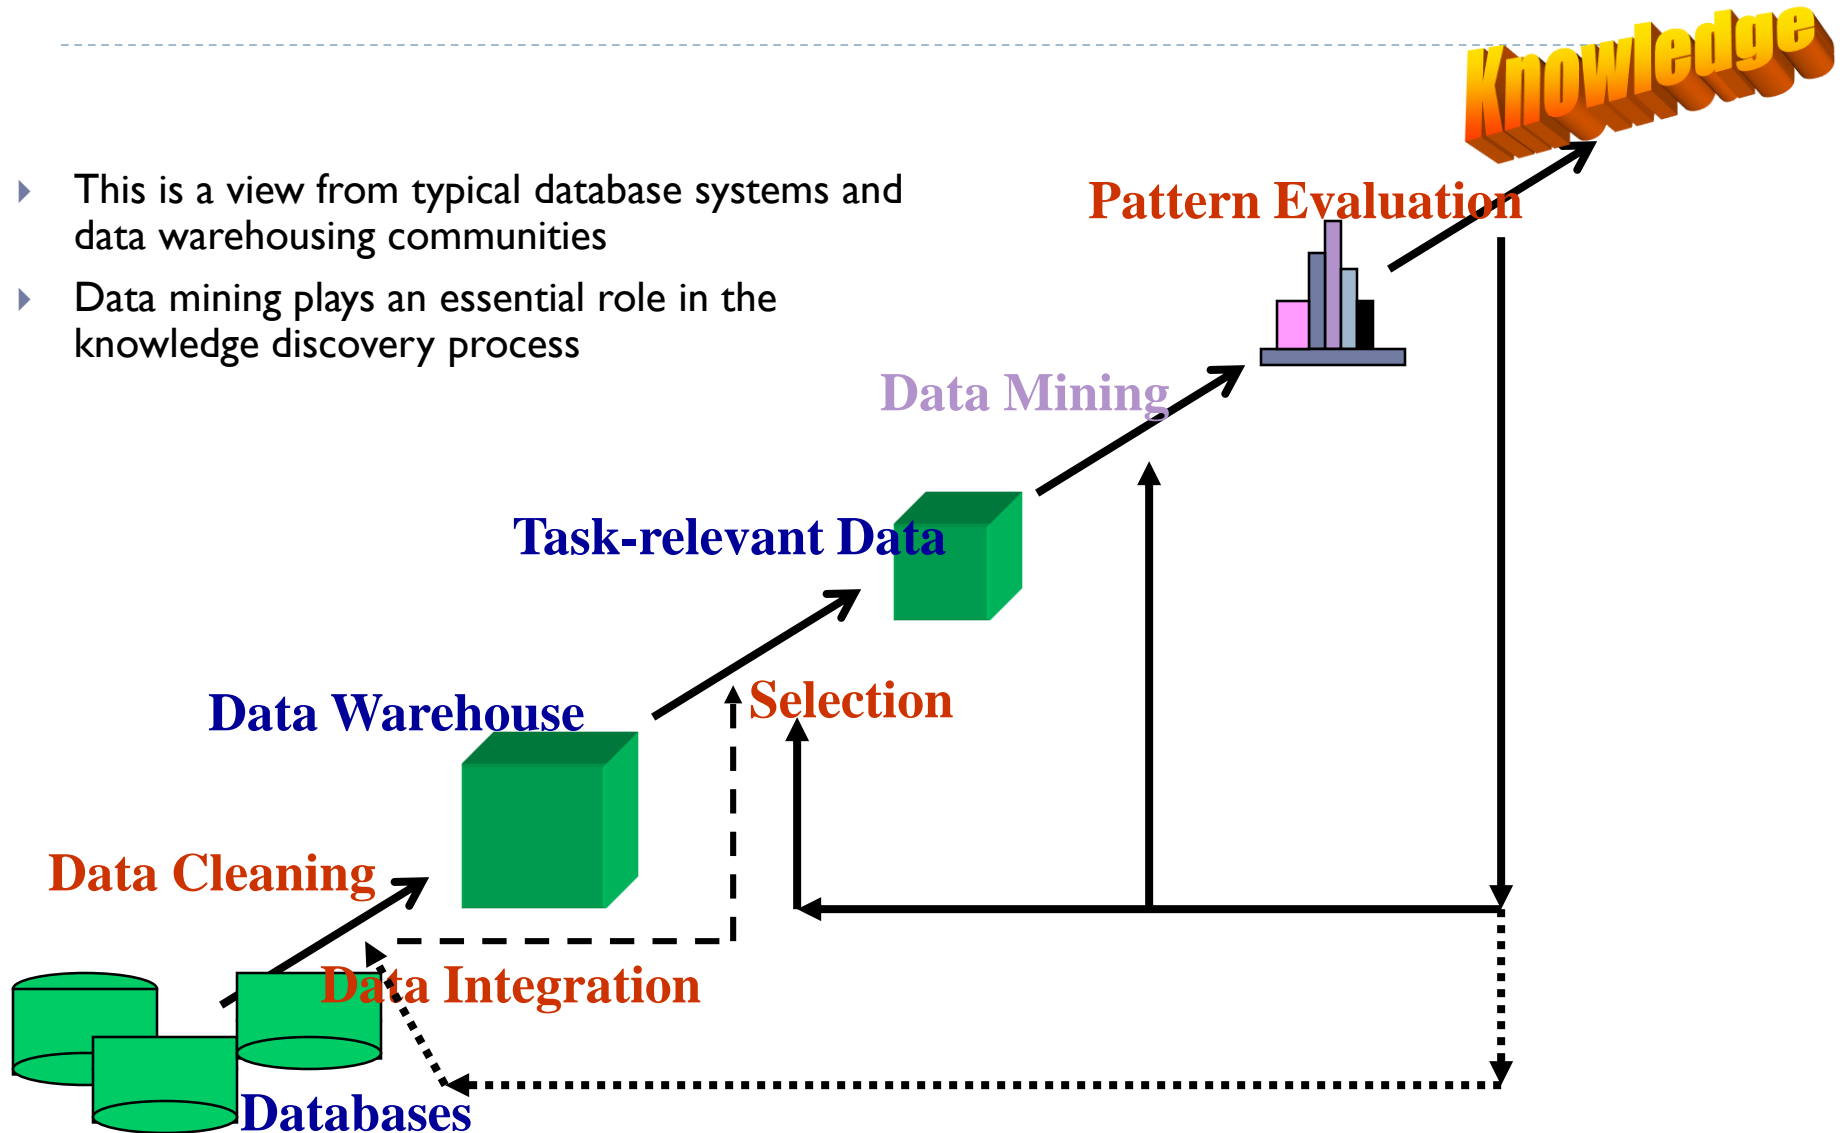 Knowledge
This is a view from typical database systems and
data warehousing communities
Data mining plays an essential role in the
knowledge discovery process
Pattern Evaluation
Data Mining
Task-relevant Data
Selection
Data Warehouse
Data Cleaning
Data Integration
Databases